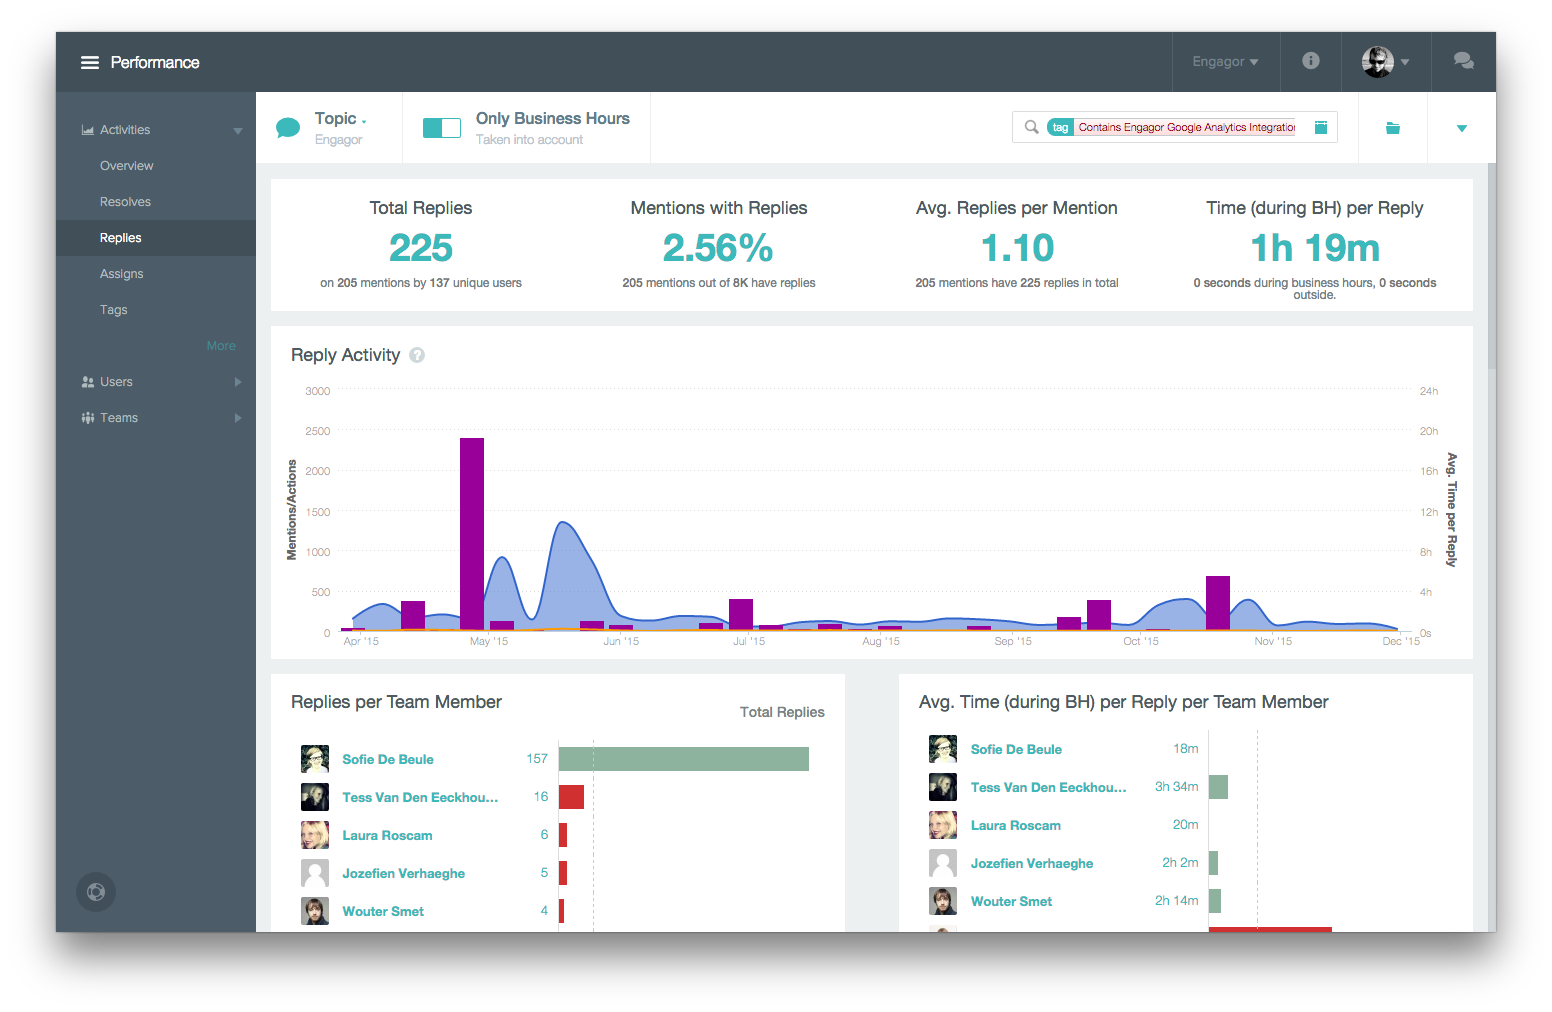 Performance
Engagor
Activities
Overview
Resolves
Replies
Assigns
Tags
More
Users
Teams
Topic
Engagor
Only Business Hours
Taken into account
tag Contains Engagor Google Analytics Integration
Total Replies
225
on 205 mentions by 137 unique users
Mentions with Replies
2.56%
205 mentions out of 8K have replies
Avg. Replies per Mention
1.10
205 mentions have 225 replies in total
Time (during BH) per Reply
1h 19m
0 seconds during business hours, 0 seconds
outside.
Reply Activity ?
Mentions/Actions
3000
2500
2000
1500
1000
500
0
24h
20h
16h
12h
8h
4h
0s
Avg. Time per Reply
Apr '15 May '15 Jun '15 Jul '15 Aug '15 Sep '15 Oct '15 Nov '15 Dec '15
Replies per Team Member
Total Replies
Sofie De Beule 157
Tess Van Den Eeckhou... 16
Laura Roscam 6
Jozefien Verhaeghe 5
Wouter Smet 4
Avg. Time (during BH) per Reply per Team Member
Sofie De Beule 18m
Tess Van Den Eeckhou... 3h 34m
Laura Roscam 20m
Jozefien Verhaeghe 2h 2m
Wouter Smet 2h 14m